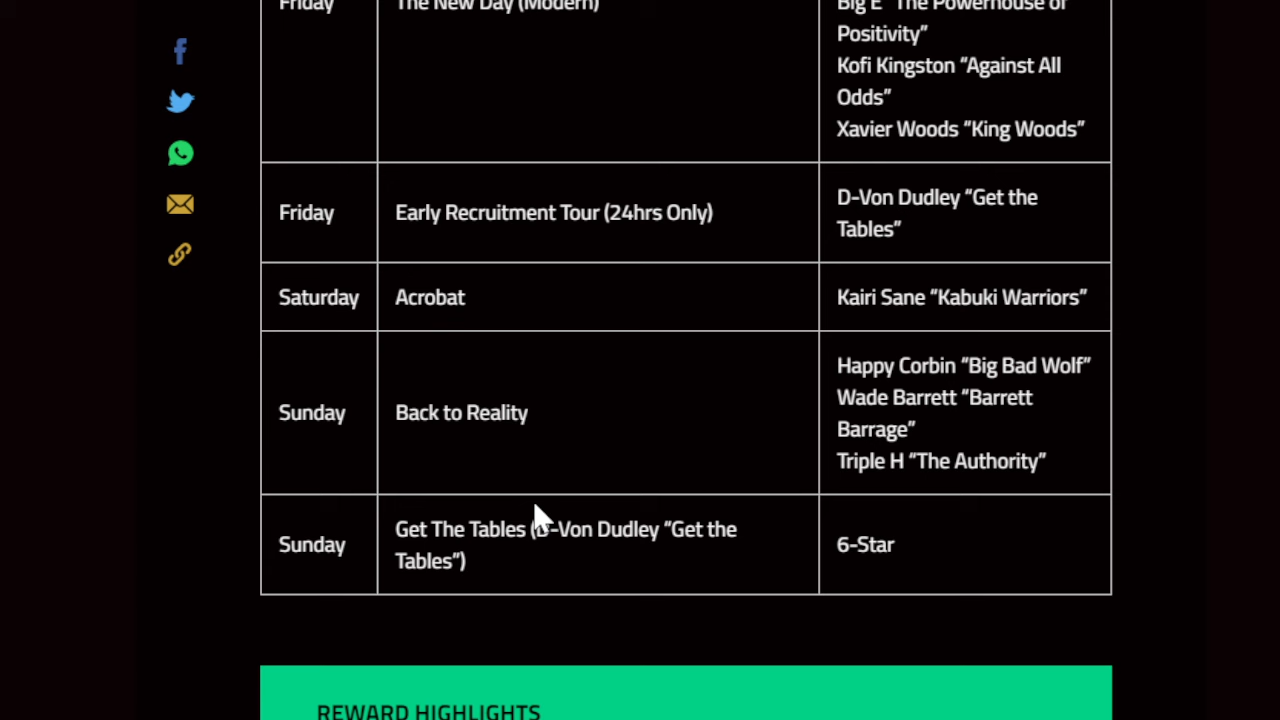 Friday
The New Day (Modern)
Big E “The Powerhouse of
Positivity”
Kofi Kingston “Against All
Odds”
Xavier Woods “King Woods”
Friday
Early Recruitment Tour (24hrs Only)
D-Von Dudley “Get the
Tables”
Saturday
Acrobat
Kairi Sane “Kabuki Warriors”
Sunday
Back to Reality
Happy Corbin “Big Bad Wolf”
Wade Barrett “Barrett
Barrage”
Triple H “The Authority”
Sunday
Get The Tables (D-Von Dudley “Get the
Tables”)
6-Star
REWARD HIGHLIGHTS